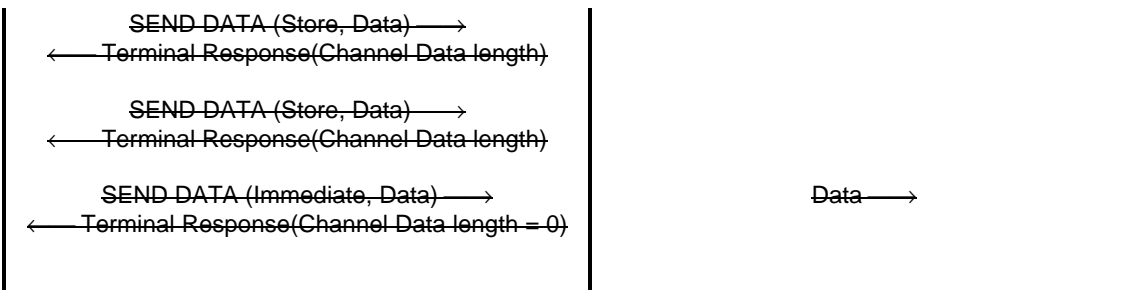 SEND DATA (Store, Data) ⟶
⟵ Terminal Response(Channel Data length)
SEND DATA (Store, Data) ⟶
⟵ Terminal Response(Channel Data length)
SEND DATA (Immediate, Data) ⟶ Data ⟶
⟵ Terminal Response(Channel Data length = 0)